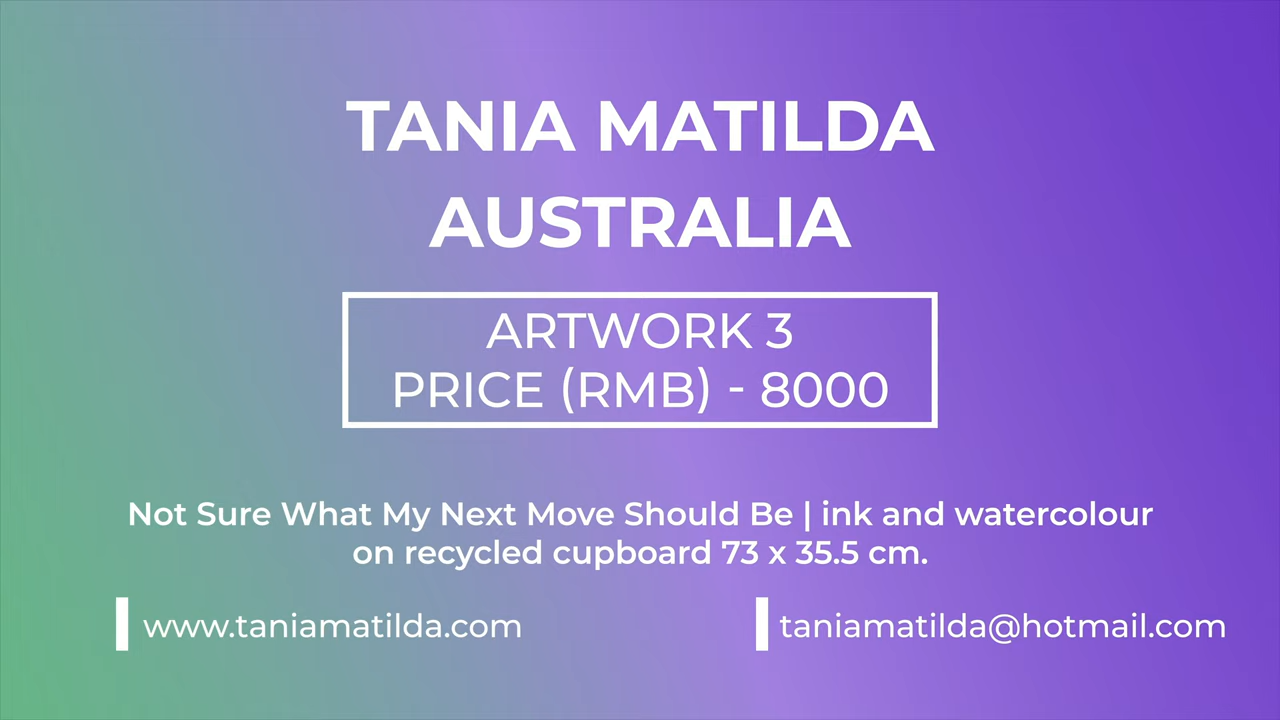 TANIA MATILDA
AUSTRALIA
ARTWORK 3
PRICE (RMB) - 8000
Not Sure What My Next Move Should Be | ink and watercolour
on recycled cupboard 73 x 35.5 cm.
www.taniamatilda.com
taniamatilda@hotmail.com